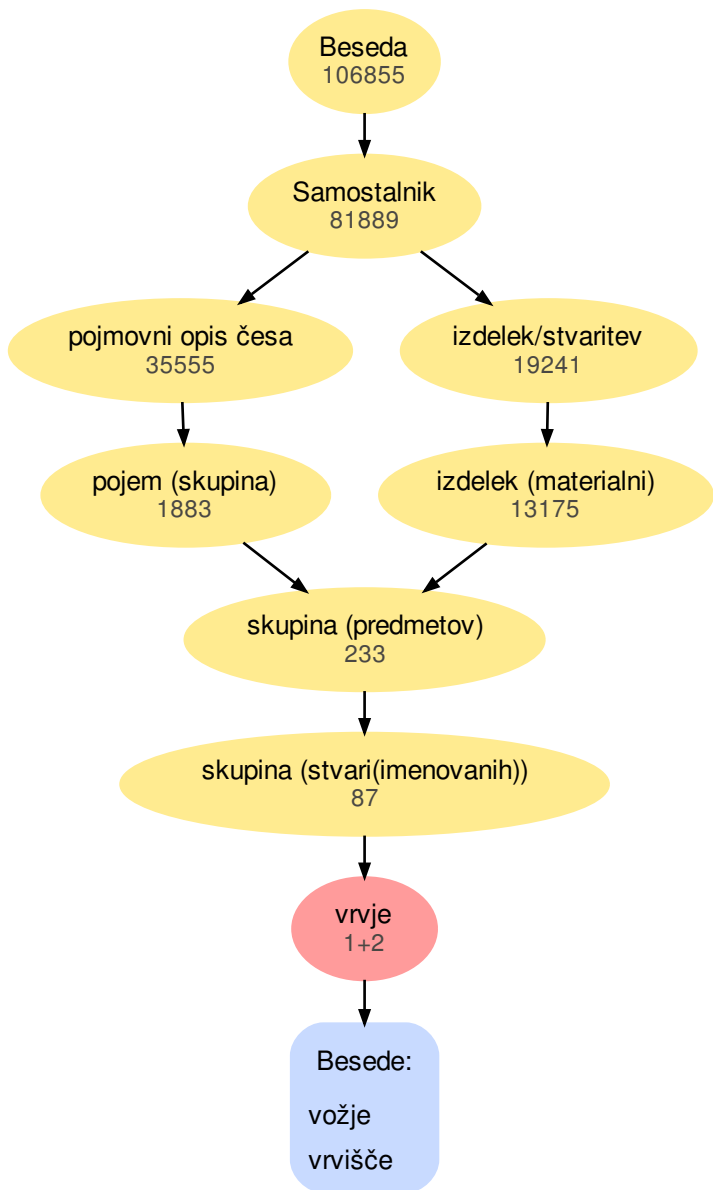 Beseda
106855
Samostalnik
81889
pojmovni opis česa
35555
izdelek/stvaritev
19241
pojem (skupina)
1883
izdelek (materialni)
13175
skupina (predmetov)
233
skupina (stvari(imenovanih))
87
vrvje
1+2
Besede:
vožje
vrvišče